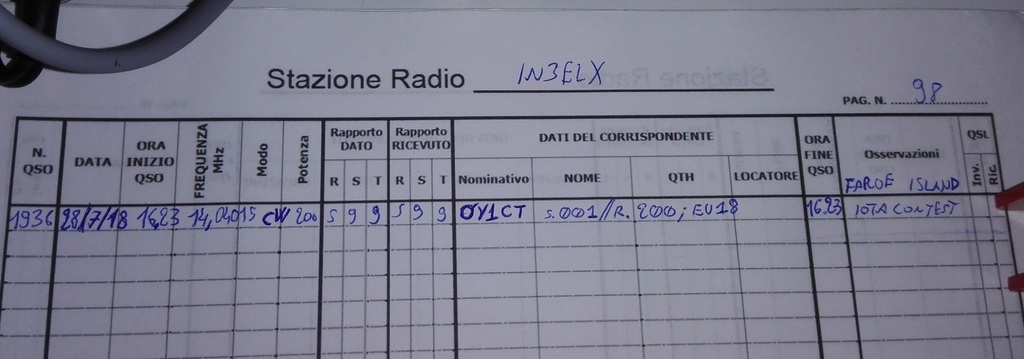 Stazione Radio IN3ELX
PAG. N. 98
N. QSO DATA ORA INIZIO QSO FREQUENZA MHz Modo Potenza Rapporto DATO Rapporto RICEVUTO DATI DEL CORRISPONDENTE ORA FINE QSO Osservazioni QSL
R S T R S T Nominativo NOME QTH LOCATORE Inv. Ric.
FAROE ISLAND
1936 28/7/18 16,23 14,04015 CW 200 5 9 9 5 9 9 OY1CT S.001//R.200; EU18 16.23 IOTA CONTEST